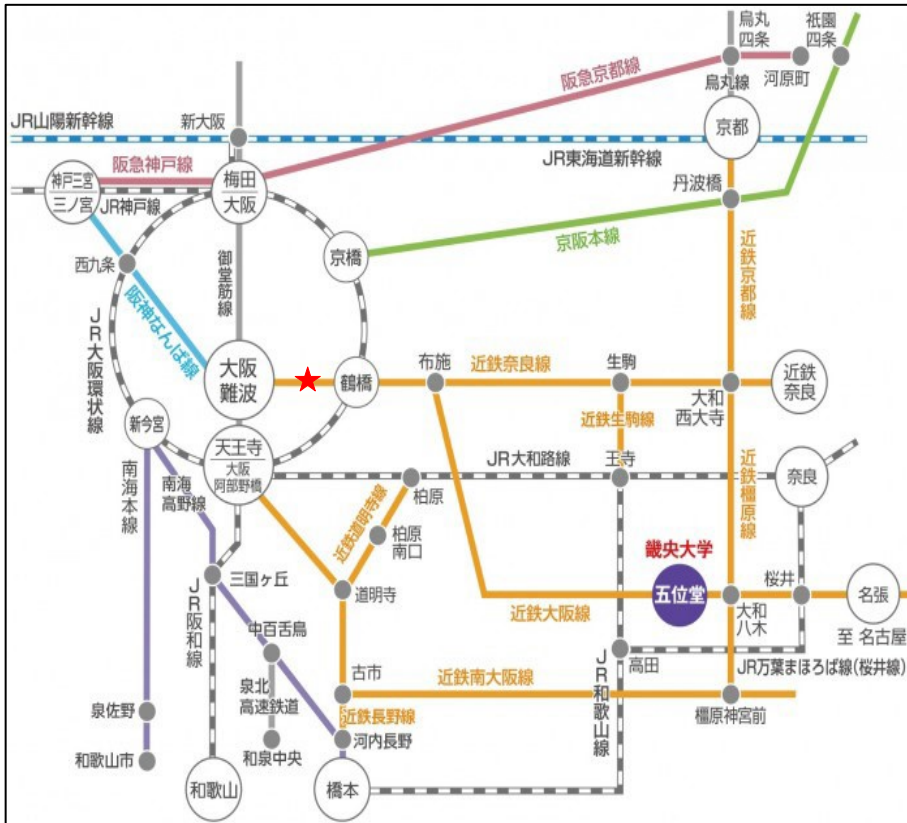 烏丸
四条
祇園
四条
阪急京都線
河原町
烏丸線
JR山陽新幹線
新大阪
京都
JR東海道新幹線
阪急神戸線
神戸三宮
三ノ宮
JR神戸線
梅田
大阪
丹波橋
京橋
京阪本線
西九条
御堂筋線
近鉄京都線
阪神なんば線
JR大阪環状線
大阪
難波
鶴橋
布施
近鉄奈良線
生駒
大和
西大寺
近鉄
奈良
新今宮
近鉄生駒線
天王寺
大阪
阿部野橋
JR大和路線
王寺
奈良
近鉄橿原線
南海本線
南海
高野線
柏原
近鉄道明寺線
柏原
南口
畿央大学
五位堂
三国ヶ丘
道明寺
近鉄大阪線
大和
八木
桜井
名張
至 名古屋
JR阪和線
中百舌鳥
高田
JR万葉まほろば線(桜井線)
古市
近鉄南大阪線
橿原神宮前
JR和歌山線
泉北
高速鉄道
近鉄長野線
泉佐野
河内長野
和歌山市
和泉中央
和歌山
橋本